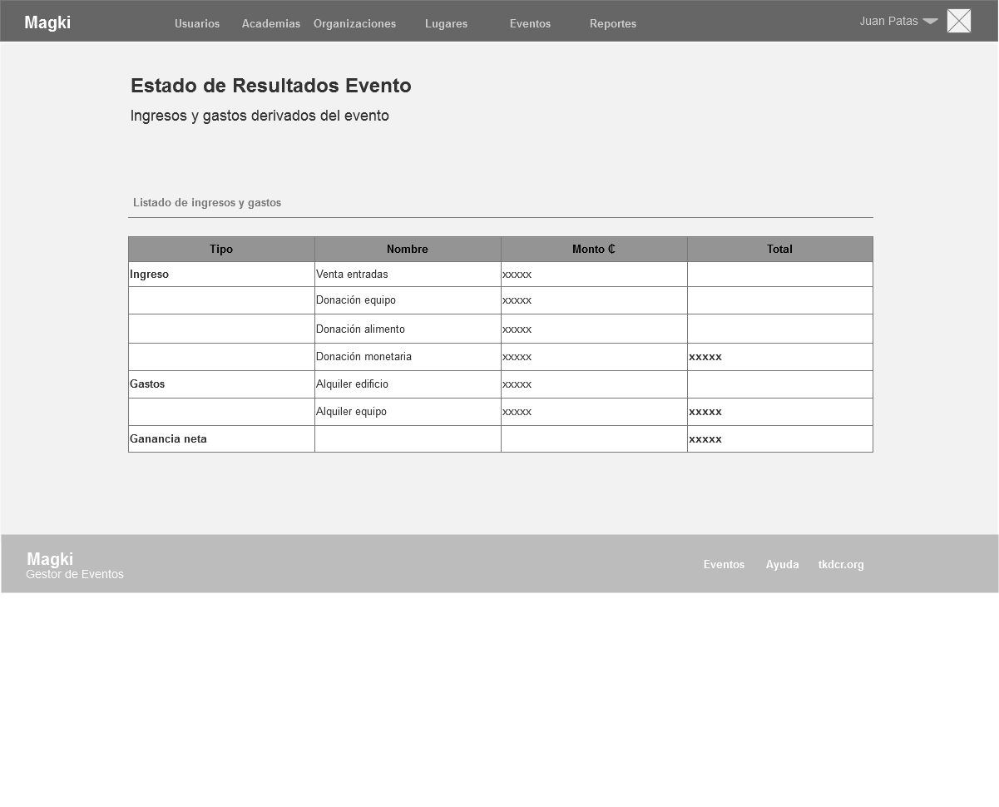 Magki Usuarios Academias Organizaciones Lugares Eventos Reportes Juan Patas
Estado de Resultados Evento
Ingresos y gastos derivados del evento
Listado de ingresos y gastos
Tipo Nombre Monto ₡ Total
Ingreso Venta entradas xxxxx
Donación equipo xxxxx
Donación alimento xxxxx
Donación monetaria xxxxx xxxxx
Gastos Alquiler edificio xxxxx
Alquiler equipo xxxxx xxxxx
Ganancia neta xxxxx
Magki
Gestor de Eventos
Eventos Ayuda tkdcr.org